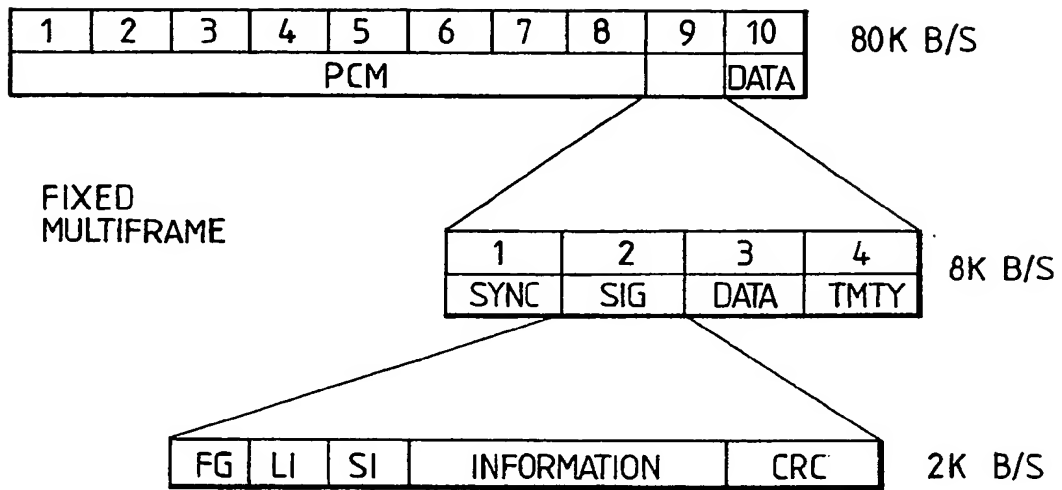 1 2 3 4 5 6 7 8 9 10 80K B/S
PCM DATA
FIXED
MULTIFRAME
1 2 3 4 8K B/S
SYNC SIG DATA TMTY
FG LI SI INFORMATION CRC 2K B/S